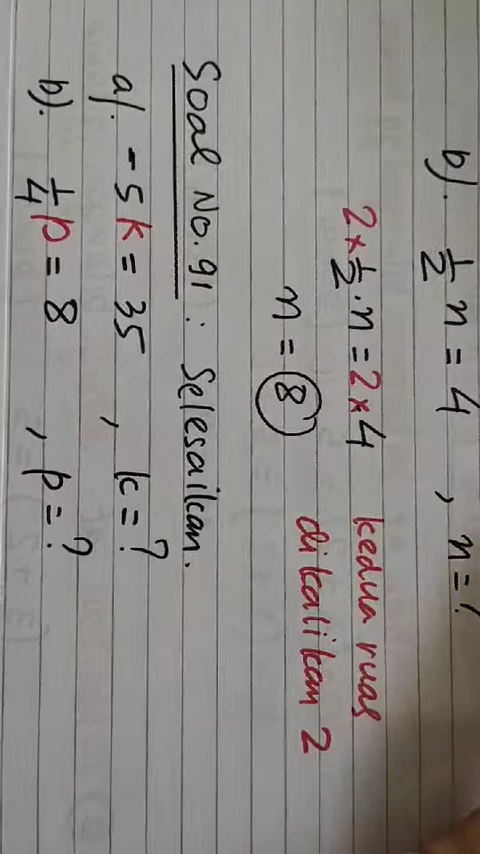 b). 1/2 n = 4 , n = ?
2 × 1/2 . n = 2 × 4 kedua ruas
n = 8 dikalikan 2
Soal No. 91 : Selesaikan.
a). -5k = 35 , k = ?
b). 1/4 p = 8 , p = ?